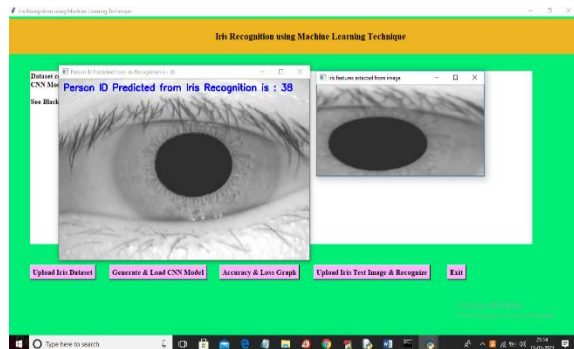 Iris Recognition using Machine Learning Technique
Iris Recognition using Machine Learning Technique
Dataset
CNN
See Black
Person ID Predicted from Iris Recognition is : 38
Person ID Predicted from Iris Recognition is : 38
iris features extacted from image
Upload Iris Dataset
Generate & Load CNN Model
Accuracy & Loss Graph
Upload Iris Test Image & Recognize
Exit
Type here to search